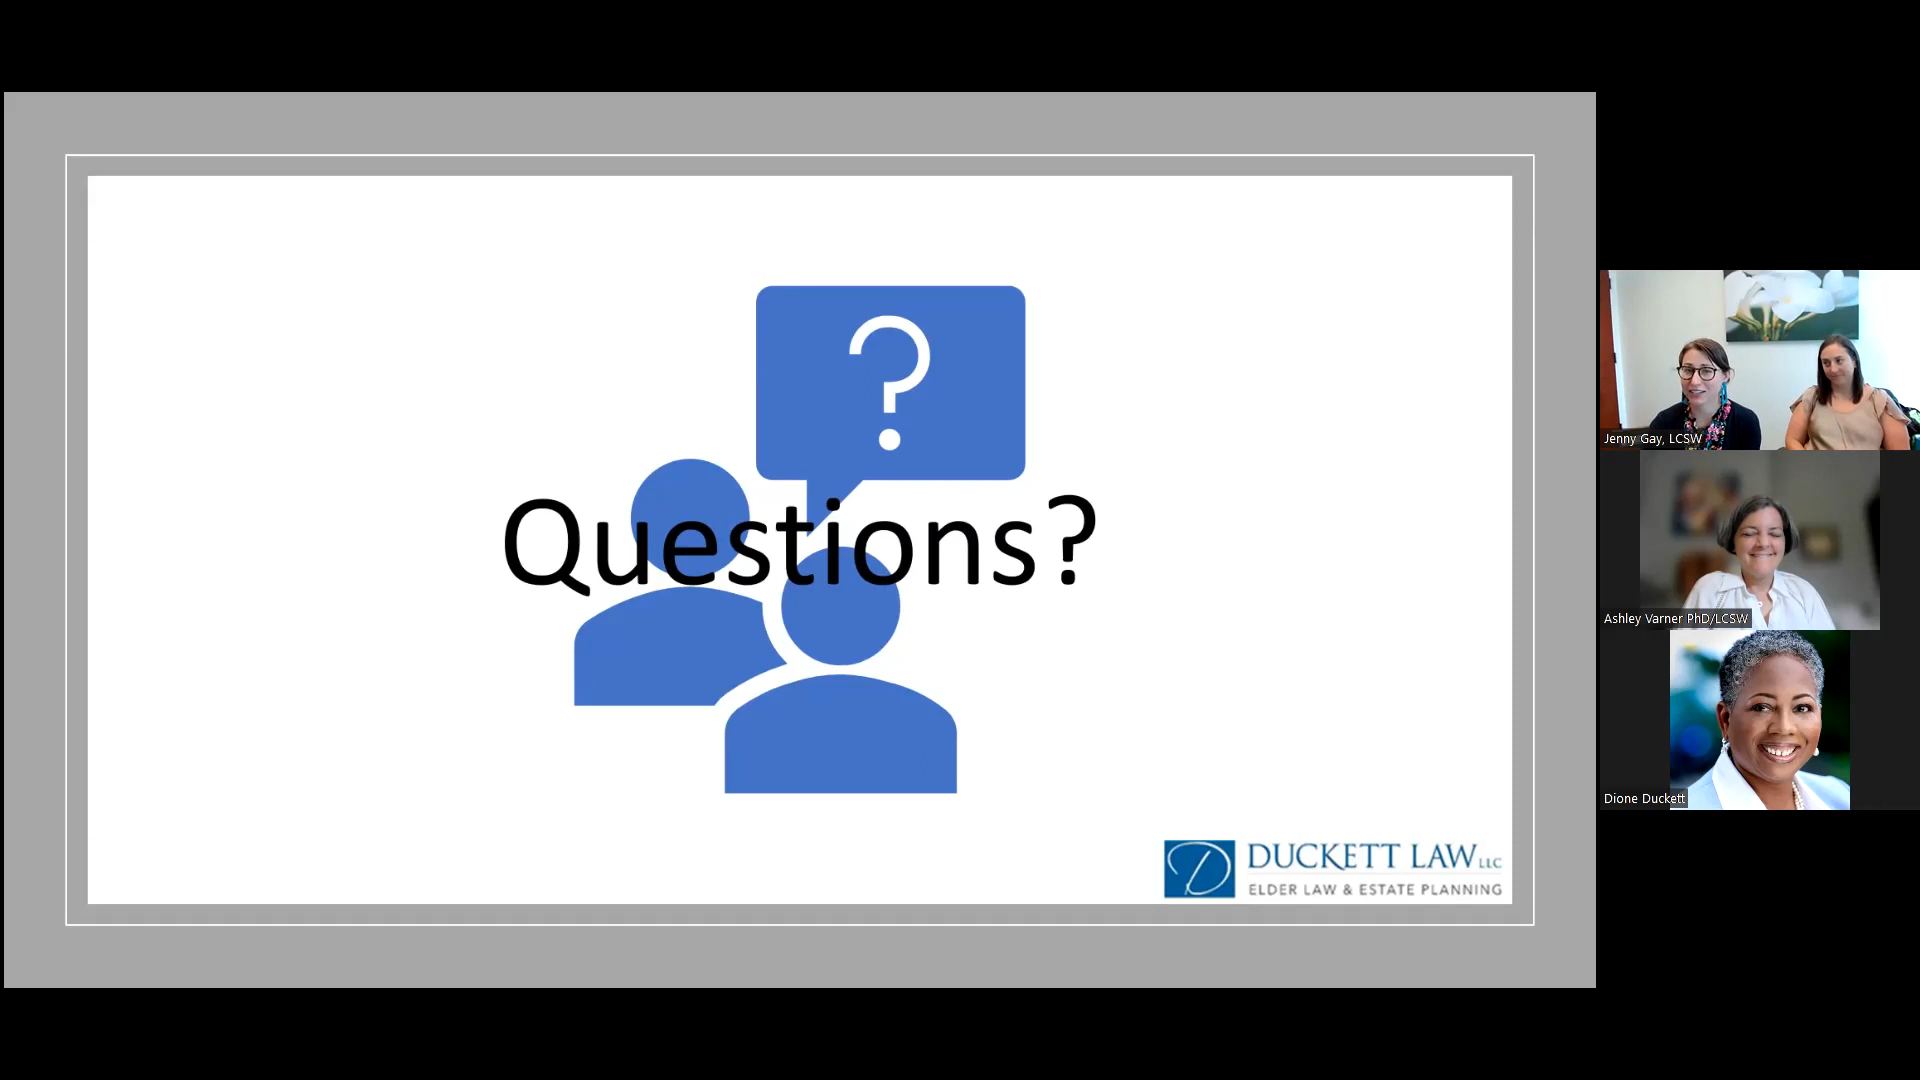 ?
Questions?
DUCKETT LAW LLC
ELDER LAW & ESTATE PLANNING
Jenny Gay, LCSW
Ashley Varner PhD/LCSW
Dione Duckett